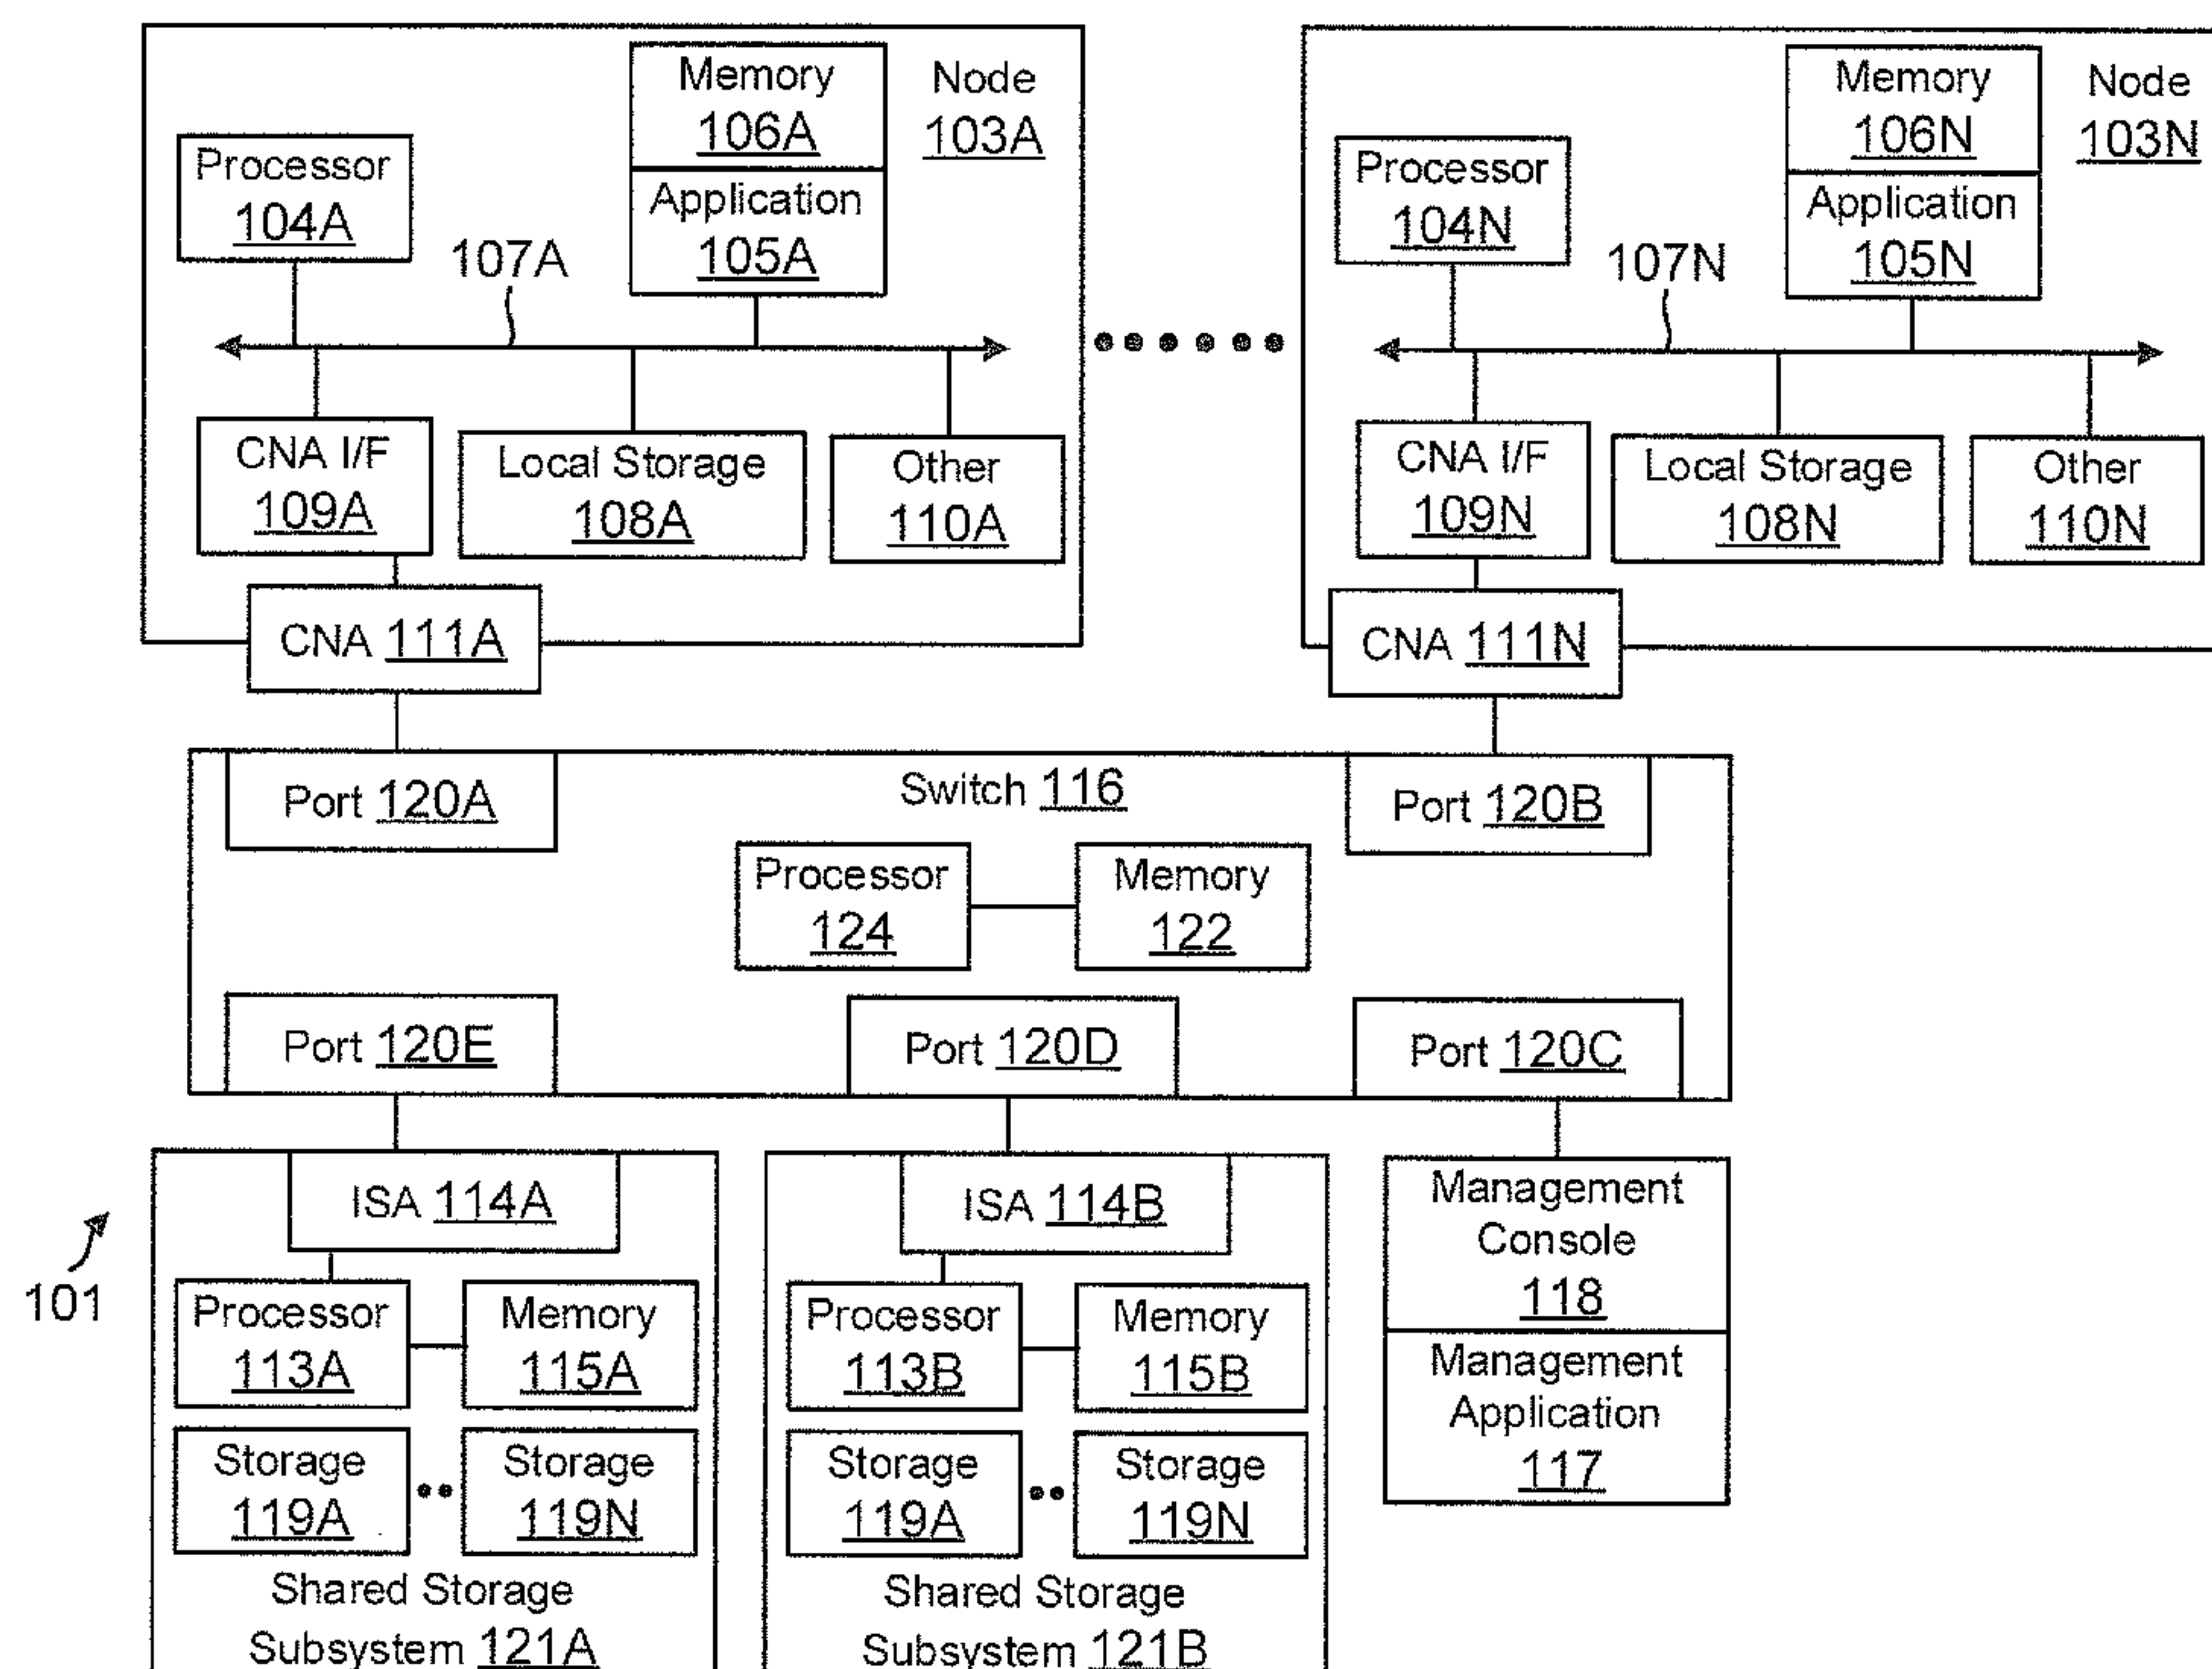 Memory
106A
Node
103A
Processor
104A
Application
105A
107A
CNA I/F
109A
Local Storage
108A
Other
110A
CNA 111A
Memory
106N
Node
103N
Processor
104N
Application
105N
107N
CNA I/F
109N
Local Storage
108N
Other
110N
CNA 111N
Port 120A
Switch 116
Port 120B
Processor
124
Memory
122
Port 120E
Port 120D
Port 120C
101
ISA 114A
Processor
113A
Memory
115A
Storage
119A
Storage
119N
Shared Storage
Subsystem 121A
ISA 114B
Processor
113B
Memory
115B
Storage
119A
Storage
119N
Shared Storage
Subsystem 121B
Management
Console
118
Management
Application
117